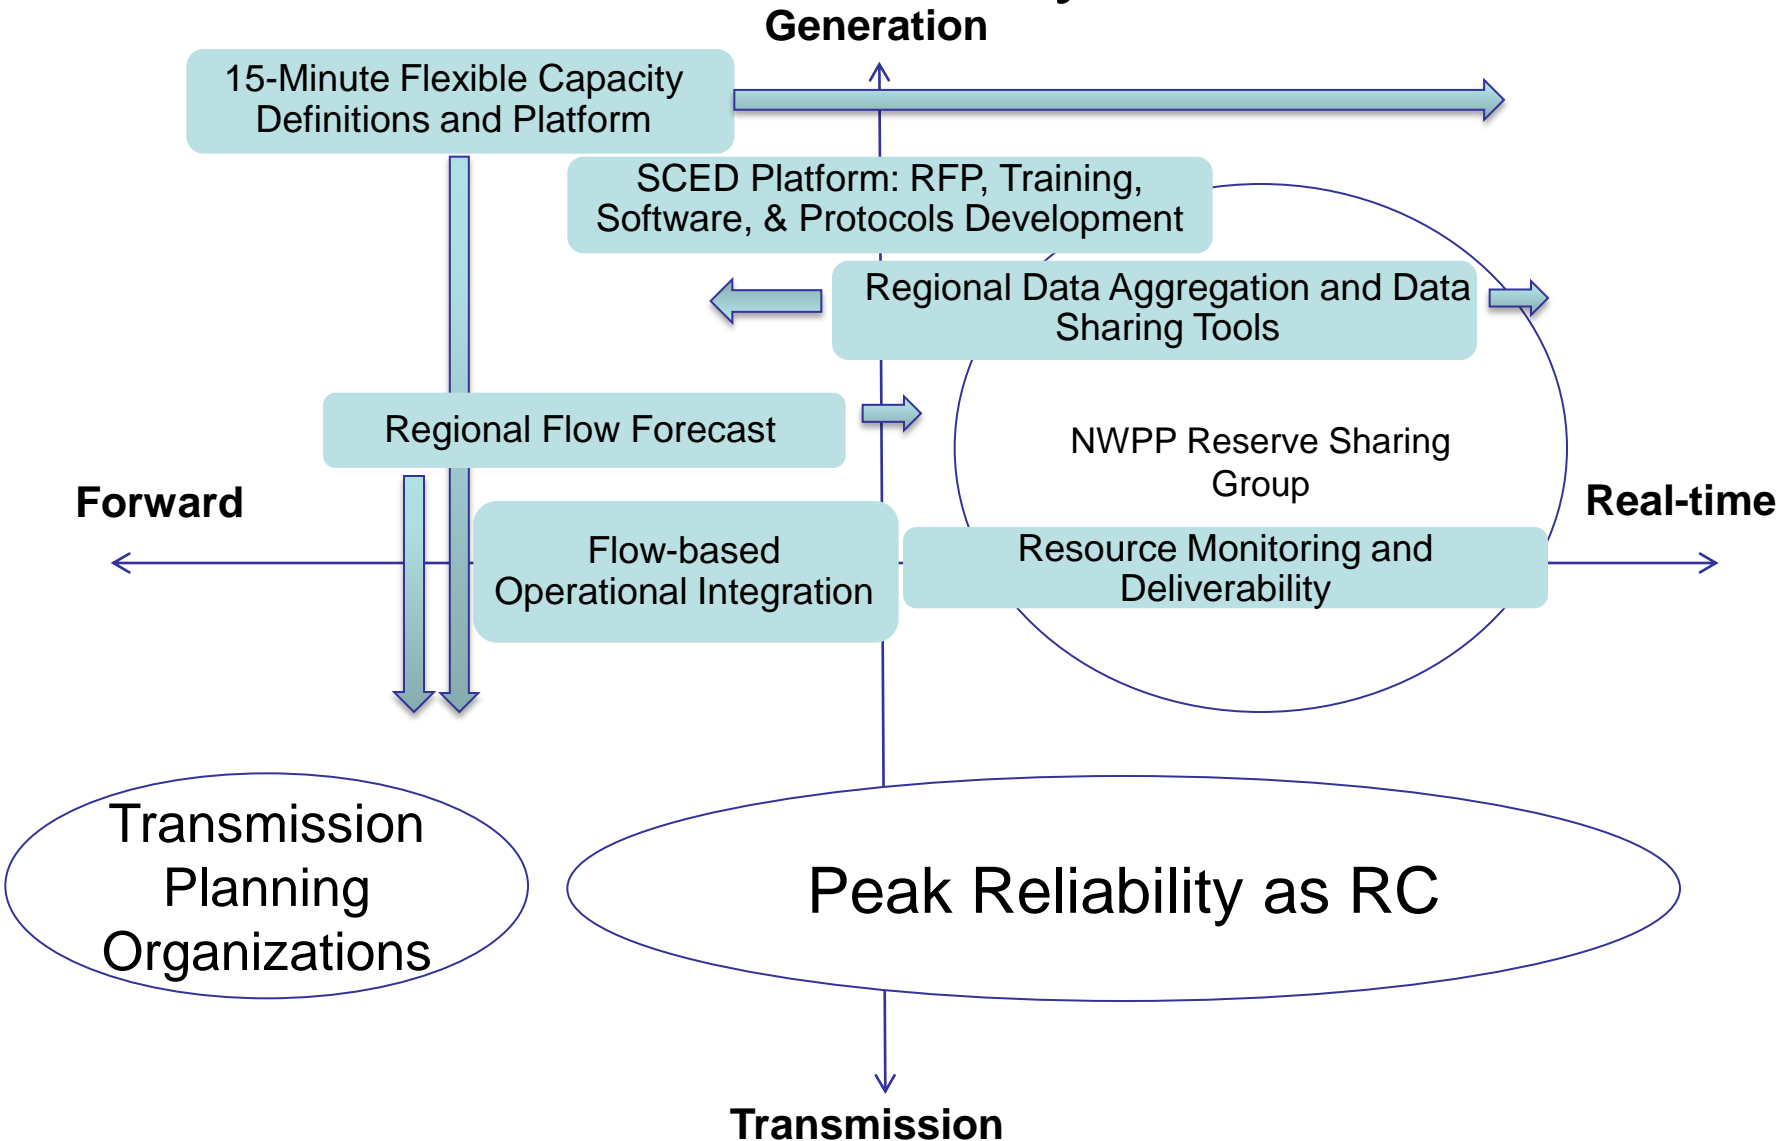 Generation
15-Minute Flexible Capacity
Definitions and Platform
SCED Platform: RFP, Training,
Software, & Protocols Development
Regional Data Aggregation and Data
Sharing Tools
Regional Flow Forecast
NWPP Reserve Sharing
Group
Forward
Real-time
Flow-based
Operational Integration
Resource Monitoring and
Deliverability
Transmission
Planning
Organizations
Peak Reliability as RC
Transmission